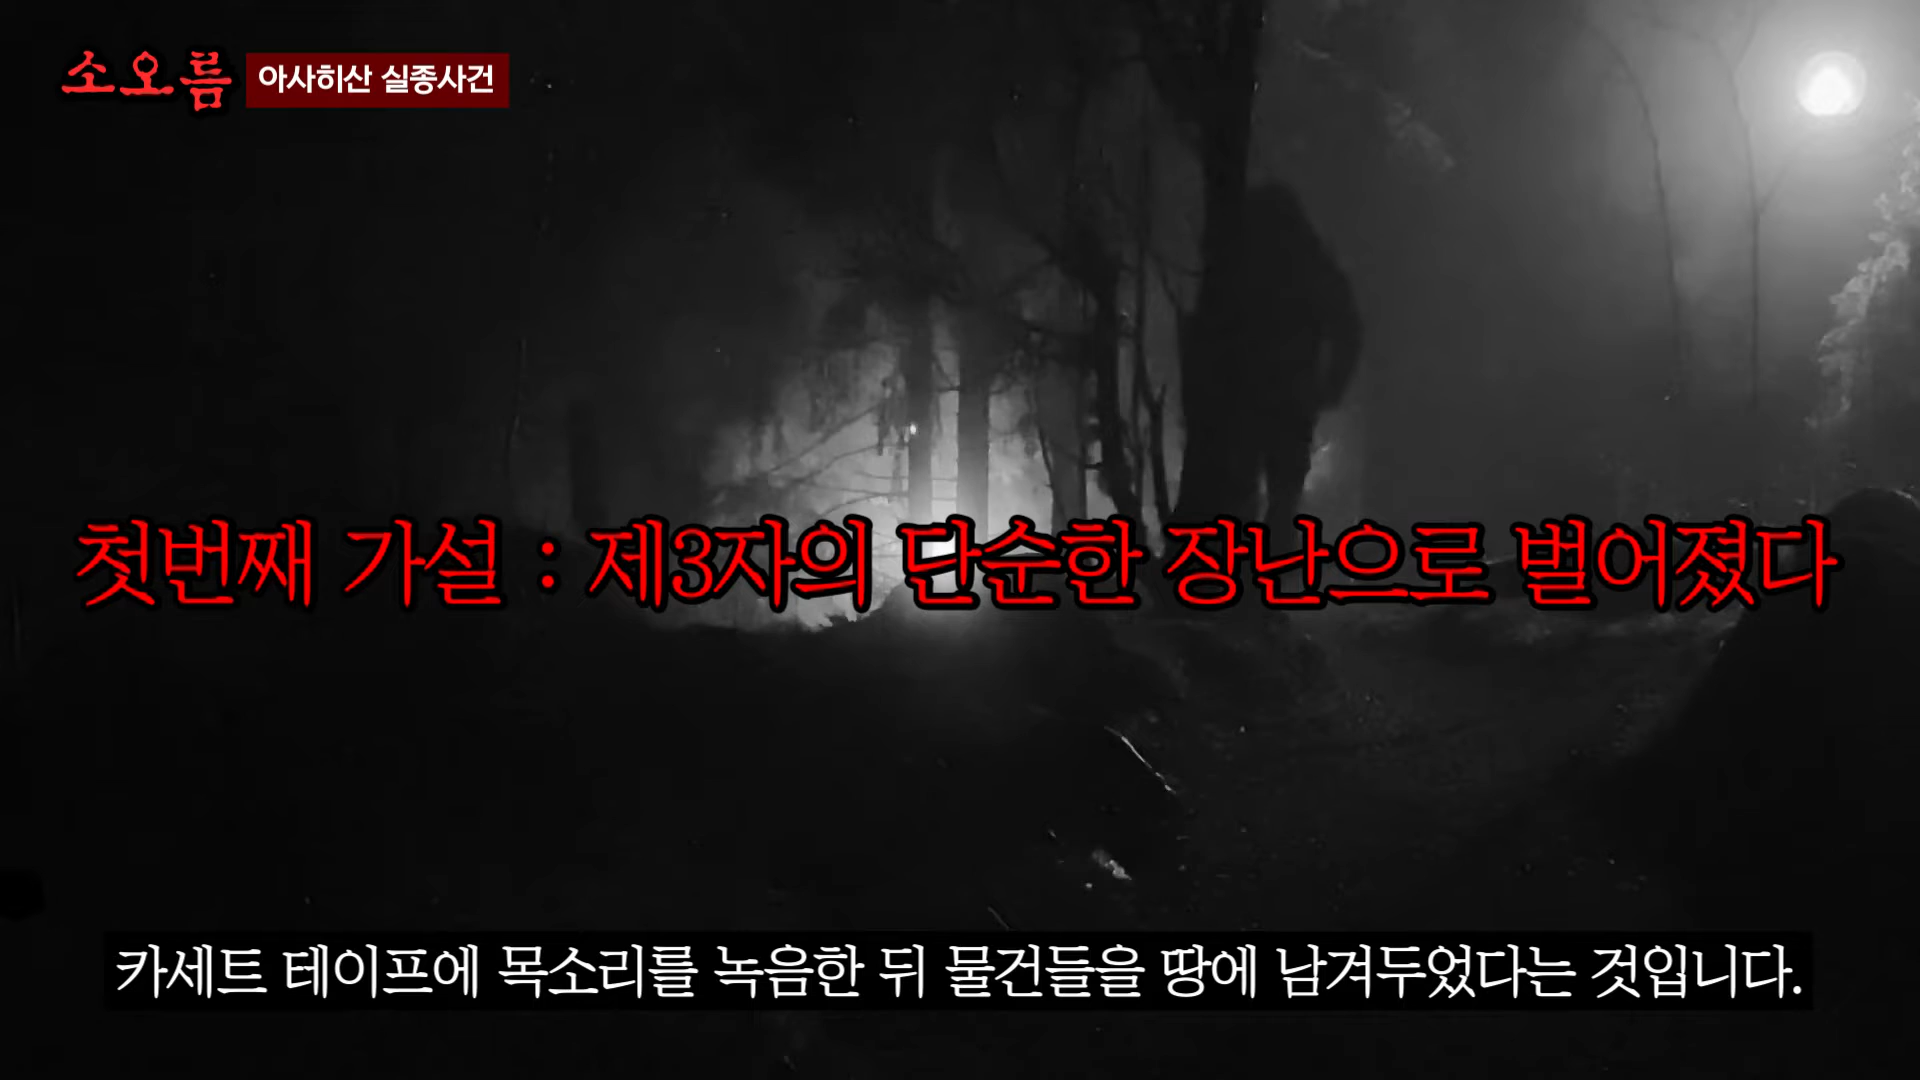 소오름
아사히산 실종사건
첫번째 가설 : 제3자의 단순한 장난으로 벌어졌다
카세트 테이프에 목소리를 녹음한 뒤 물건들을 땅에 남겨두었다는 것입니다.